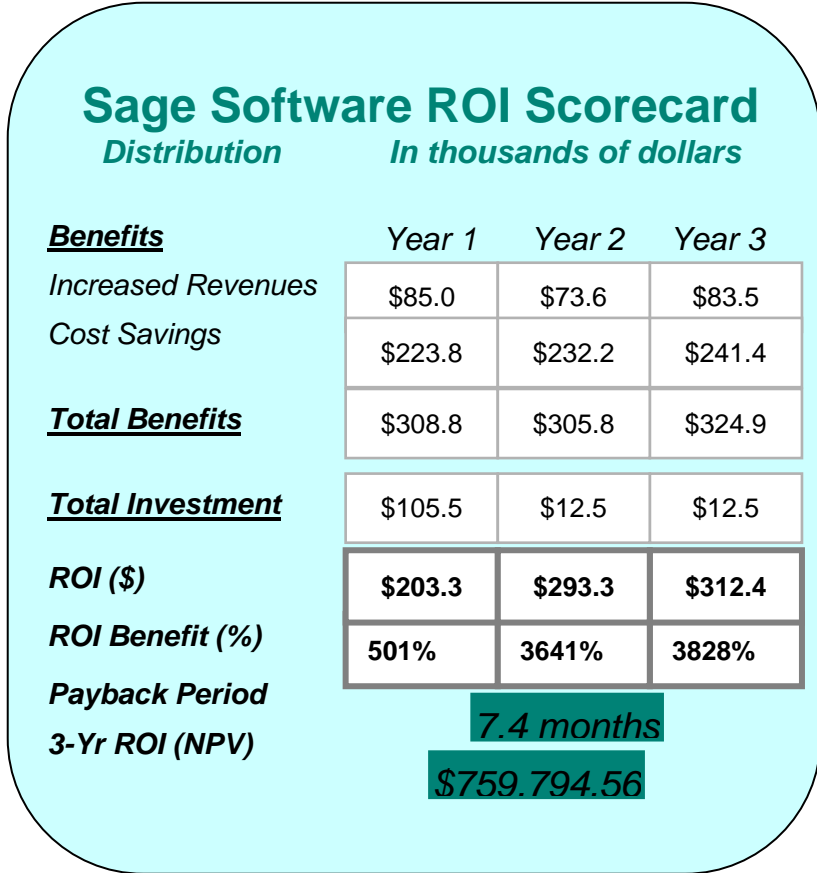 Sage Software ROI Scorecard
Distribution In thousands of dollars
Benefits Year 1 Year 2 Year 3
Increased Revenues $85.0 $73.6 $83.5
Cost Savings $223.8 $232.2 $241.4
Total Benefits $308.8 $305.8 $324.9
Total Investment $105.5 $12.5 $12.5
ROI ($) $203.3 $293.3 $312.4
ROI Benefit (%) 501% 3641% 3828%
Payback Period 7.4 months
3-Yr ROI (NPV) $759.794.56